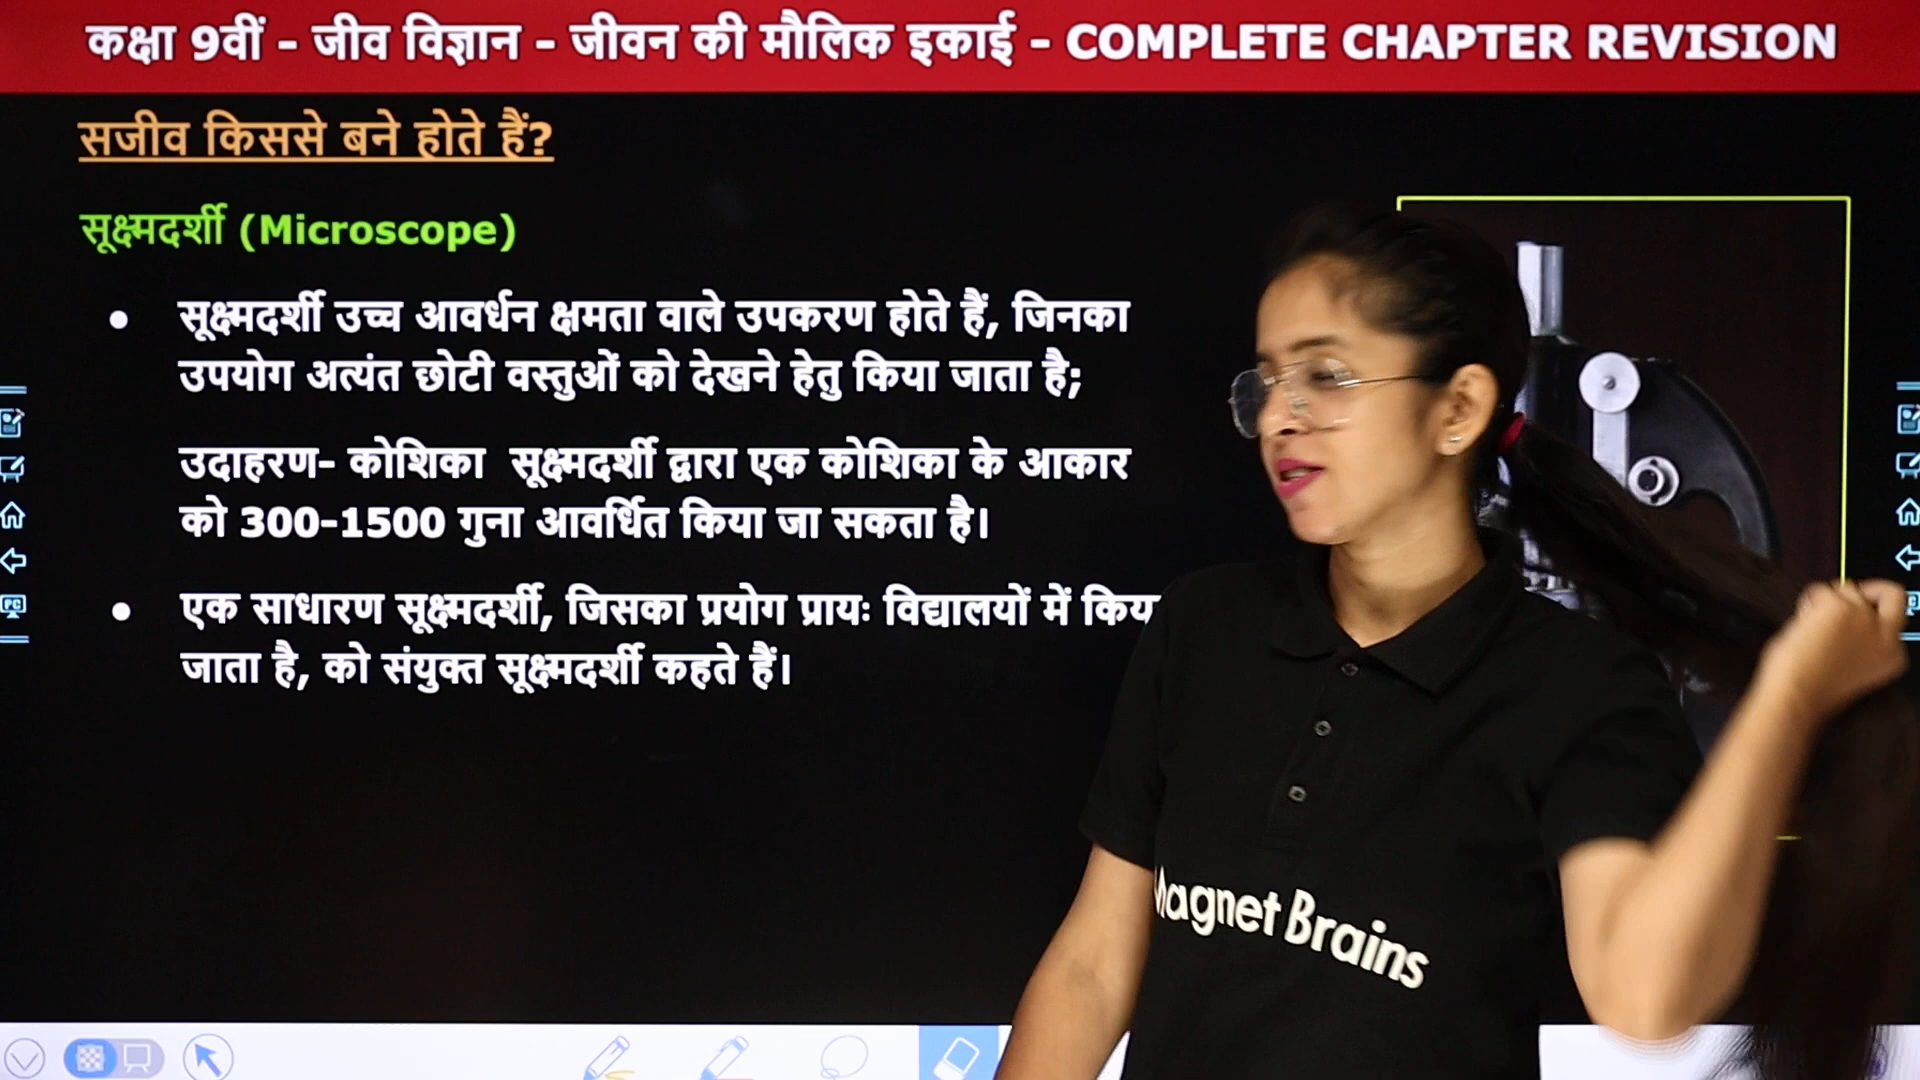 कक्षा 9वीं - जीव विज्ञान - जीवन की मौलिक इकाई - COMPLETE CHAPTER REVISION
सजीव किससे बने होते हैं?
सूक्ष्मदर्शी (Microscope)
सूक्ष्मदर्शी उच्च आवर्धन क्षमता वाले उपकरण होते हैं, जिनका
उपयोग अत्यंत छोटी वस्तुओं को देखने हेतु किया जाता है;
उदाहरण- कोशिका सूक्ष्मदर्शी द्वारा एक कोशिका के आकार
को 300-1500 गुना आवर्धित किया जा सकता है।
एक साधारण सूक्ष्मदर्शी, जिसका प्रयोग प्रायः विद्यालयों में
जाता है, को संयुक्त सूक्ष्मदर्शी कहते हैं।
Magnet Brains
PC